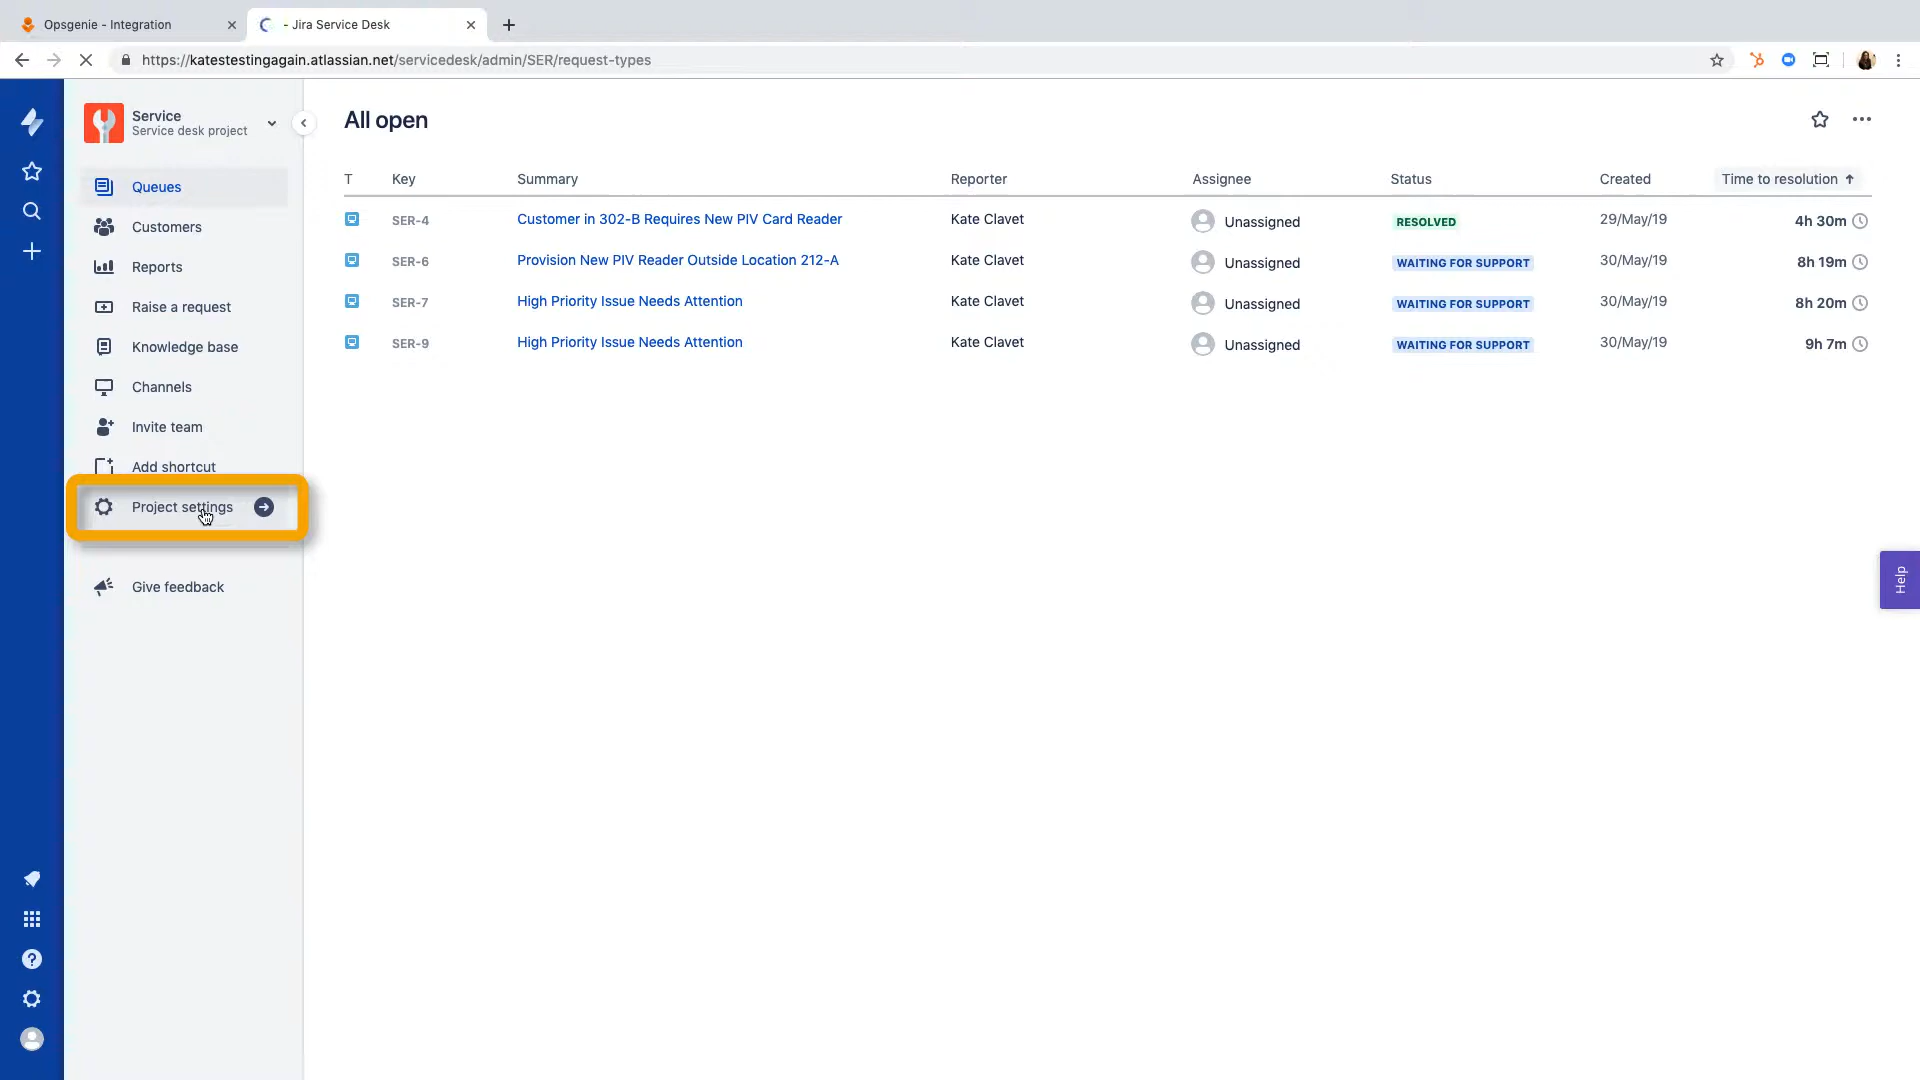 Opsgenie - Integration
- Jira Service Desk
https://katestestingagain.atlassian.net/servicedesk/admin/SER/request-types
Service
Service desk project
Queues
Customers
Reports
Raise a request
Knowledge base
Channels
Invite team
Add shortcut
Project settings
Give feedback
All open
T Key Summary Reporter Assignee Status Created Time to resolution
SER-4 Customer in 302-B Requires New PIV Card Reader Kate Clavet Unassigned RESOLVED 29/May/19 4h 30m
SER-6 Provision New PIV Reader Outside Location 212-A Kate Clavet Unassigned WAITING FOR SUPPORT 30/May/19 8h 19m
SER-7 High Priority Issue Needs Attention Kate Clavet Unassigned WAITING FOR SUPPORT 30/May/19 8h 20m
SER-9 High Priority Issue Needs Attention Kate Clavet Unassigned WAITING FOR SUPPORT 30/May/19 9h 7m
Help